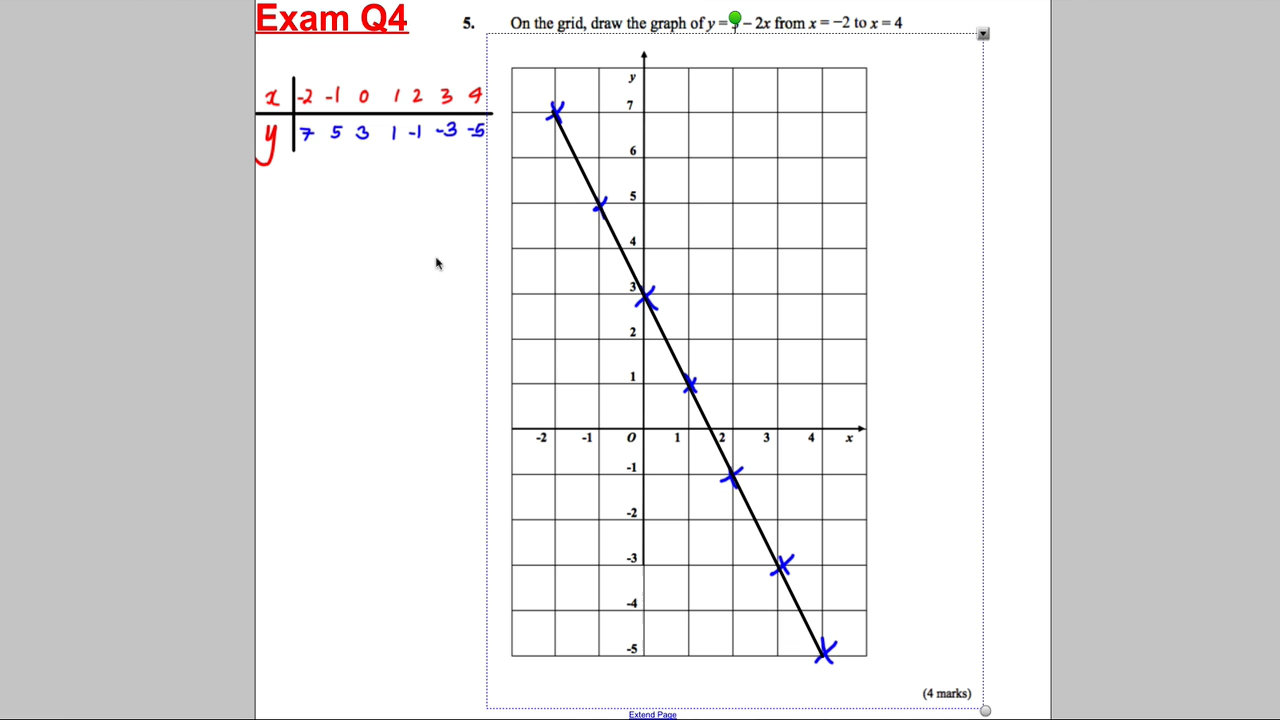 Exam Q4
5. On the grid, draw the graph of y = – 2x from x = −2 to x = 4
x -2 -1 0 1 2 3 4
y 7 5 3 1 -1 -3 -5
y
7
6
5
4
3
2
1
-2 -1 O 1 2 3 4 x
-1
-2
-3
-4
-5
(4 marks)
Extend Page